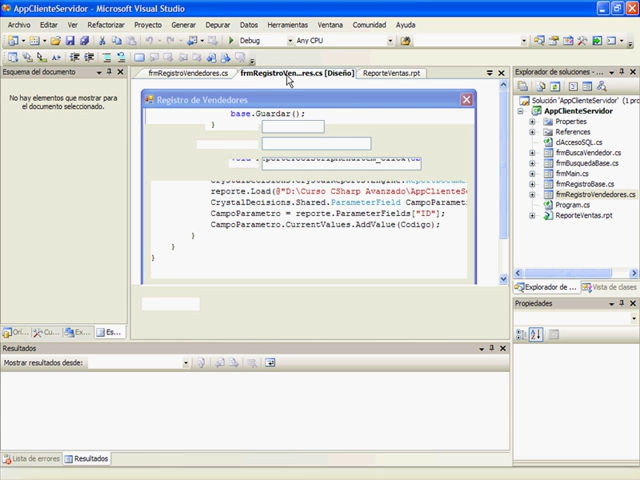 AppClienteServidor - Microsoft Visual Studio
Archivo Editar Ver Refactorizar Proyecto Generar Depurar Datos Herramientas Ventana Comunidad Ayuda
Debug Any CPU
Esquema del documento
No hay elementos que mostrar para
el documento seleccionado.
frmRegistroVendedores.cs frmRegistroVen...res.cs [Diseño] ReporteVentas.rpt
Registro de Vendedores
base.Guardar();
}
reporte.Load(@"D:\Curso CSharp Avanzado\AppClienteSe
CrystalDecisions.Shared.ParameterField CampoParamet
CampoParametro = reporte.ParameterFields["ID"];
CampoParametro.CurrentValues.AddValue(Codigo);
}
}
}
Explorador de soluciones
Solución 'AppClienteServidor' (1 pro
AppClienteServidor
Properties
References
clAccesoSQL.cs
frmBuscaVendedor.cs
frmBusquedaBase.cs
frmMain.cs
frmRegistroBase.cs
frmRegistroVendedores.cs
Program.cs
ReporteVentas.rpt
Explorador de ... Vista de clases
Propiedades
Orí... Cu... Ex... Es...
Resultados
Mostrar resultados desde:
Lista de errores Resultados